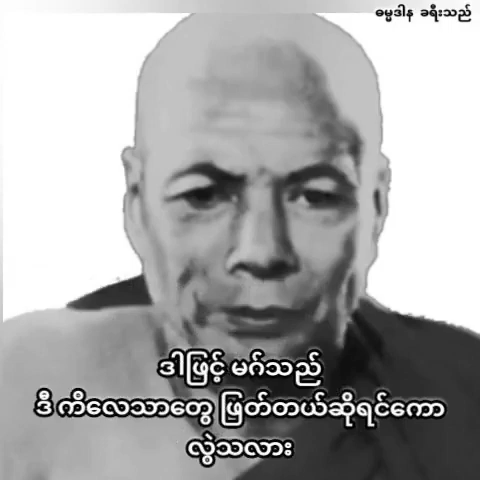 ဓမ္မဒါန ခရီးသည်
ဒါဖြင့် မဂ်သည်
ဒီ ကိလေသာတွေ ဖြတ်တယ်ဆိုရင်ကော
လွဲသလား